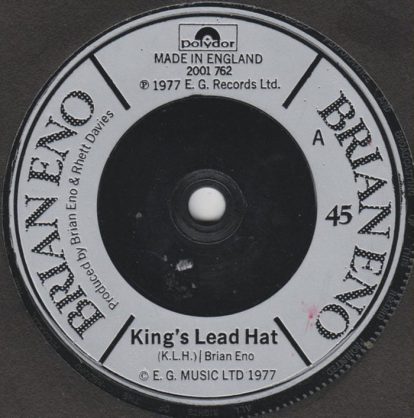 polydor
MADE IN ENGLAND
2001 762
℗ 1977 E. G. Records Ltd.
BRIAN ENO
Produced by Brian Eno & Rhett Davies
BRIAN ENO
A
45
King's Lead Hat
(K.L.H.) | Brian Eno
© E. G. MUSIC LTD 1977